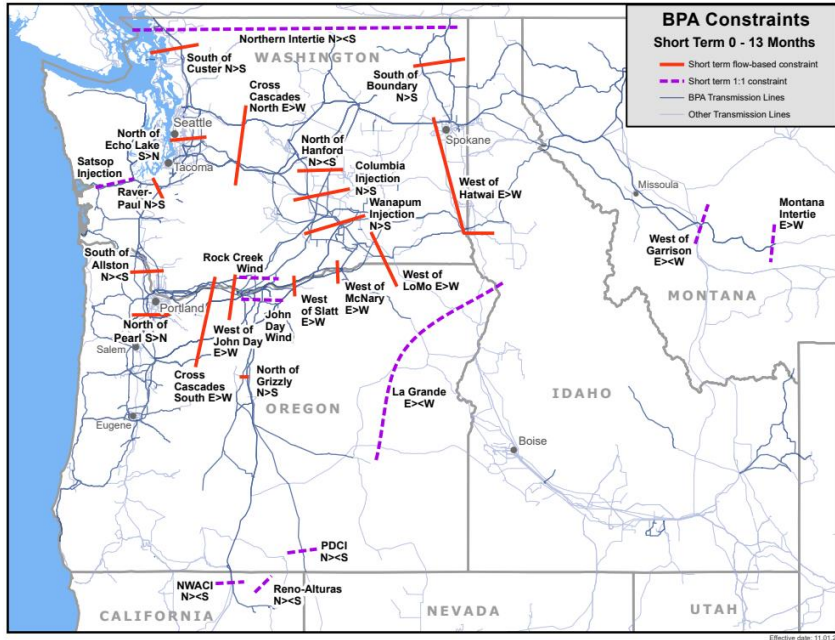 BPA Constraints
Short Term 0 - 13 Months
Short term flow-based constraint
Short term 1:1 constraint
BPA Transmission Lines
Other Transmission Lines
Northern Intertie N><S
WASHINGTON
South of
Custer N>S
Cross
Cascades
North E>W
South of
Boundary
N>S
Seattle
North of
Echo Lake
S>N
Tacoma
Satsop
Injection
Raver-
Paul N>S
North of
Hanford
N><S
Columbia
Injection
N>S
Wanapum
Injection
N>S
Spokane
West of
Hatwai E>W
Missoula
Montana
Intertie
E>W
West of
Garrison
E><W
MONTANA
South of
Allston
N><S
Rock Creek
Wind
West of
LoMo E>W
West of
McNary
E>W
West
of Slatt
E>W
Portland
North of
Pearl S>N
John
Day
Wind
West of
John Day
E>W
Salem
Cross
Cascades
South E>W
North of
Grizzly
N>S
La Grande
E><W
IDAHO
OREGON
Eugene
Boise
PDCI
N><S
NWACI
N><S
Reno-Alturas
N><S
CALIFORNIA
NEVADA
UTAH